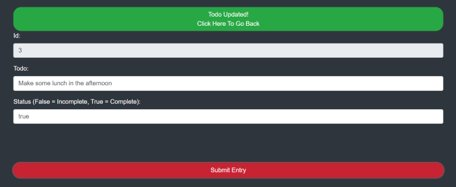 Todo Updated!
Click Here To Go Back
Id:
3
Todo:
Make some lunch in the afternoon
Status (False = Incomplete, True = Complete):
true
Submit Entry